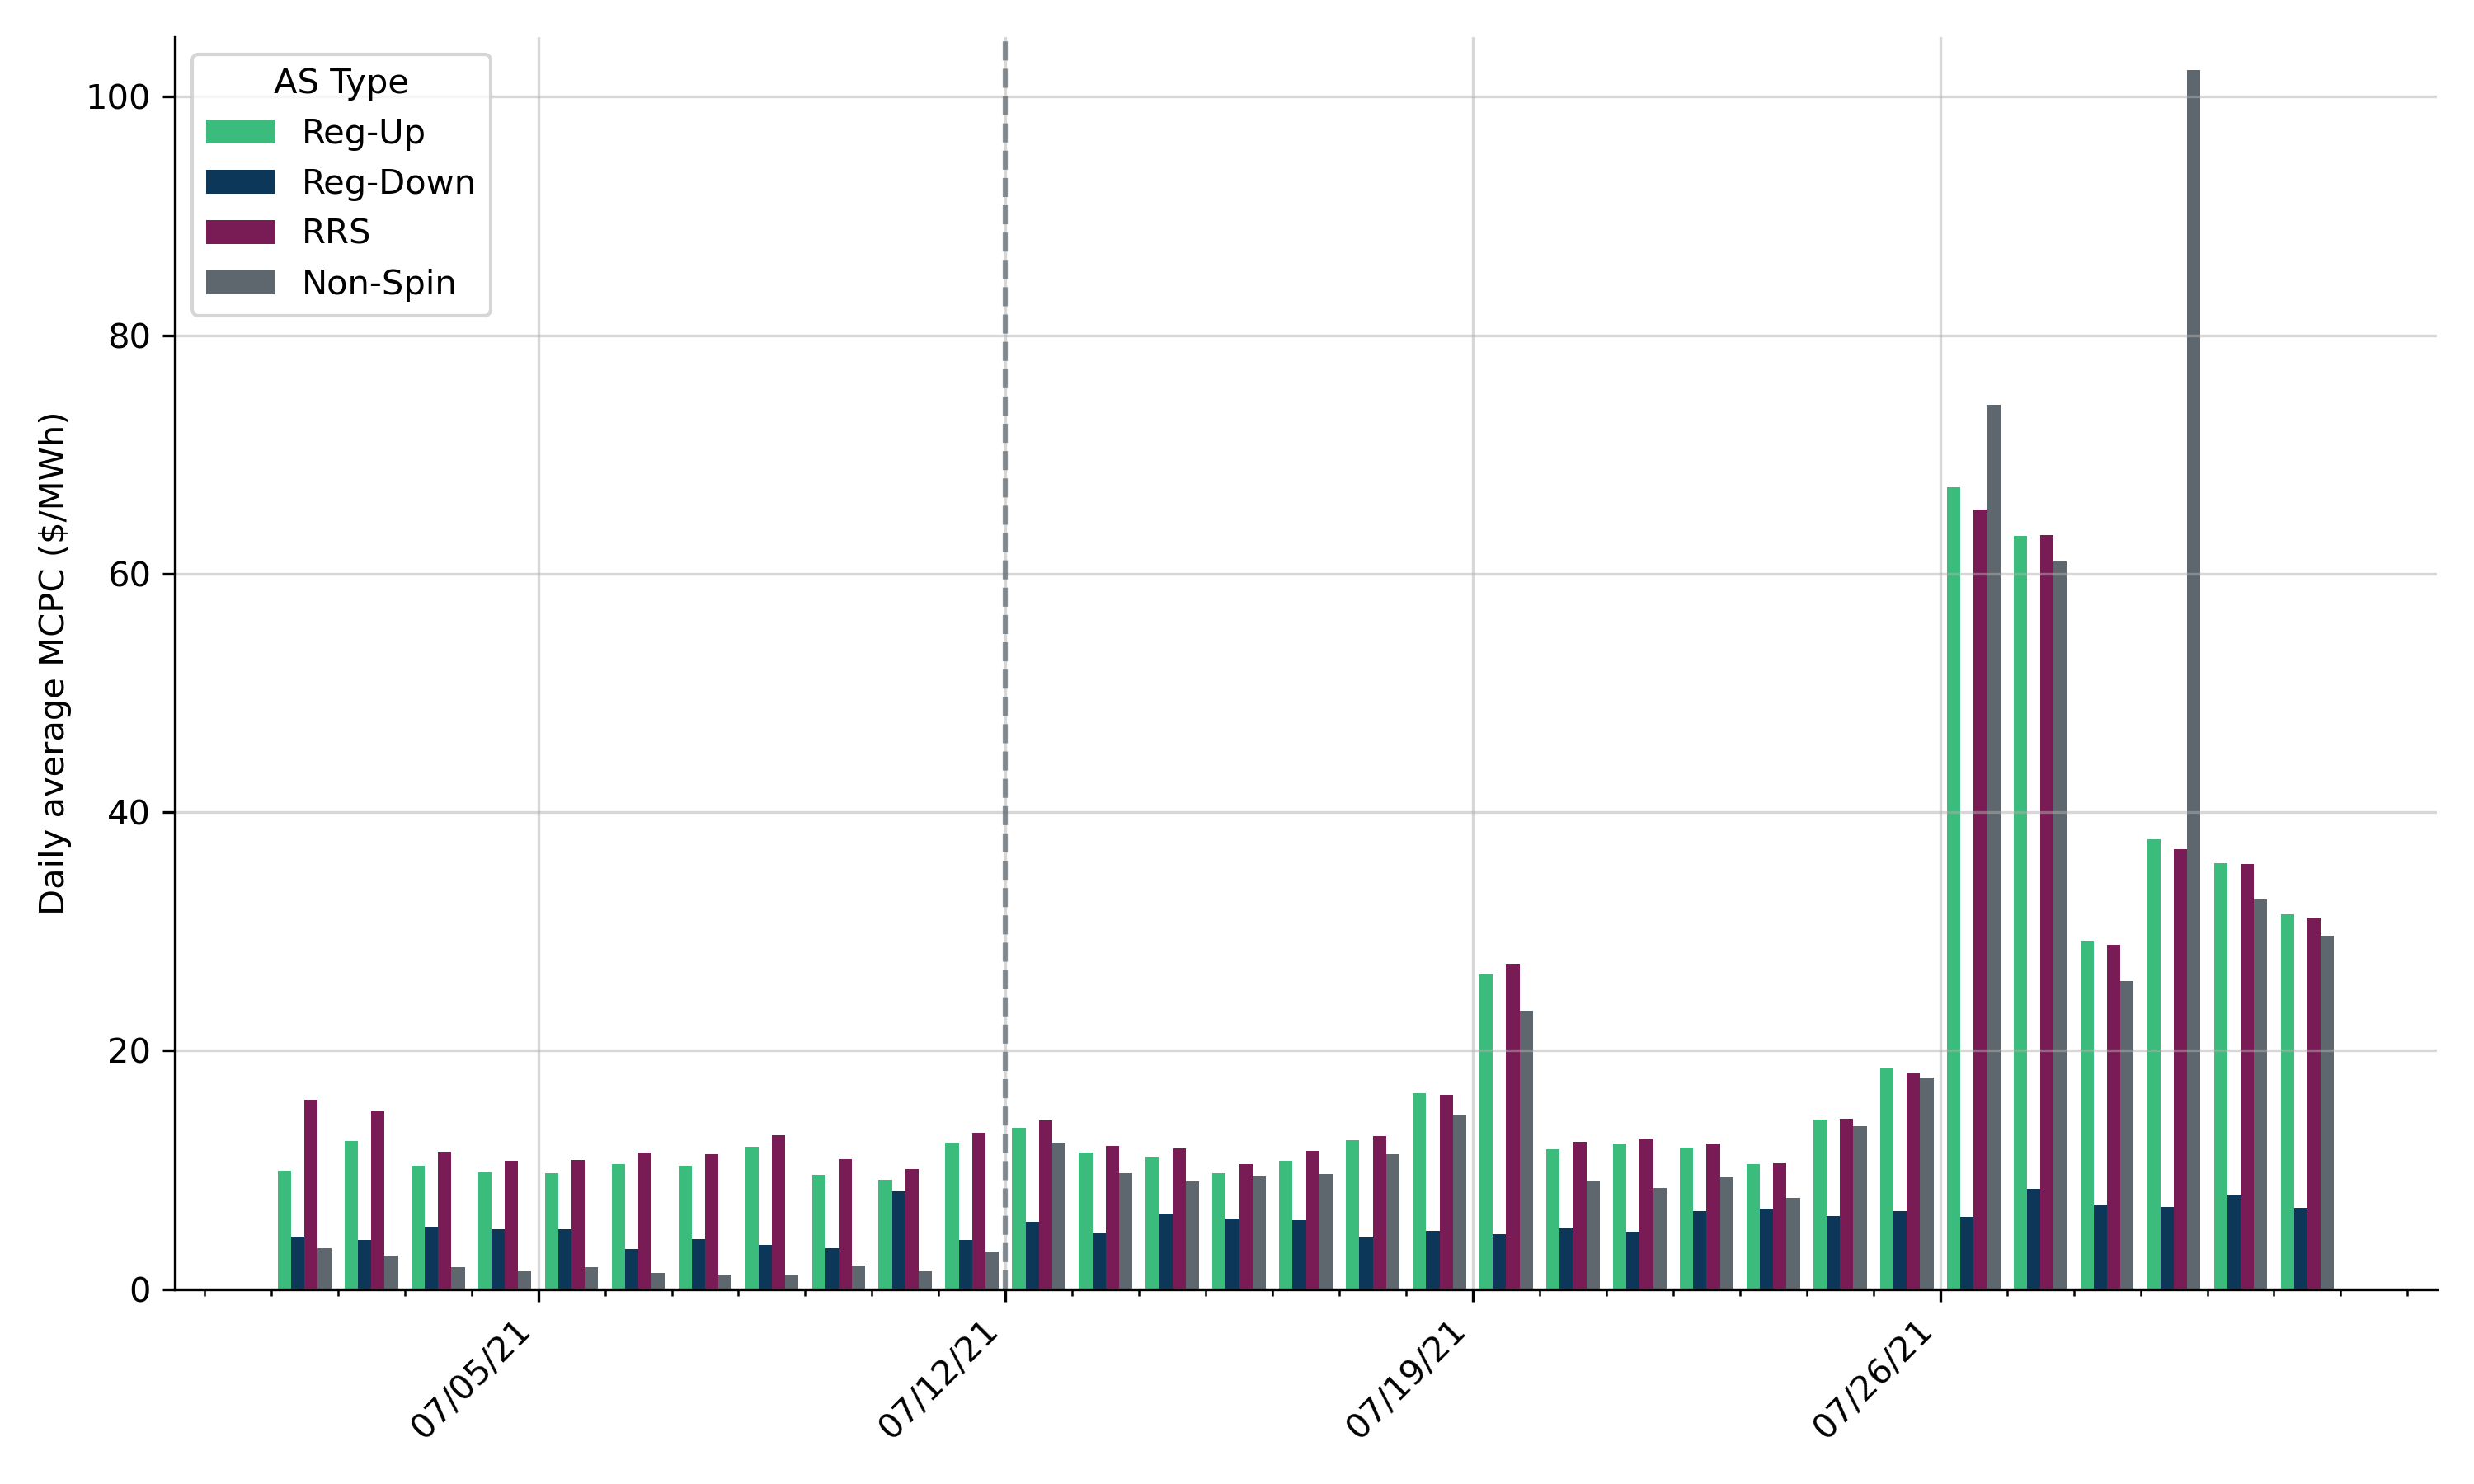 AS Type
Reg-Up
Reg-Down
RRS
Non-Spin
Daily average MCPC ($/MWh)
100
80
60
40
20
0
07/05/21
07/12/21
07/19/21
07/26/21